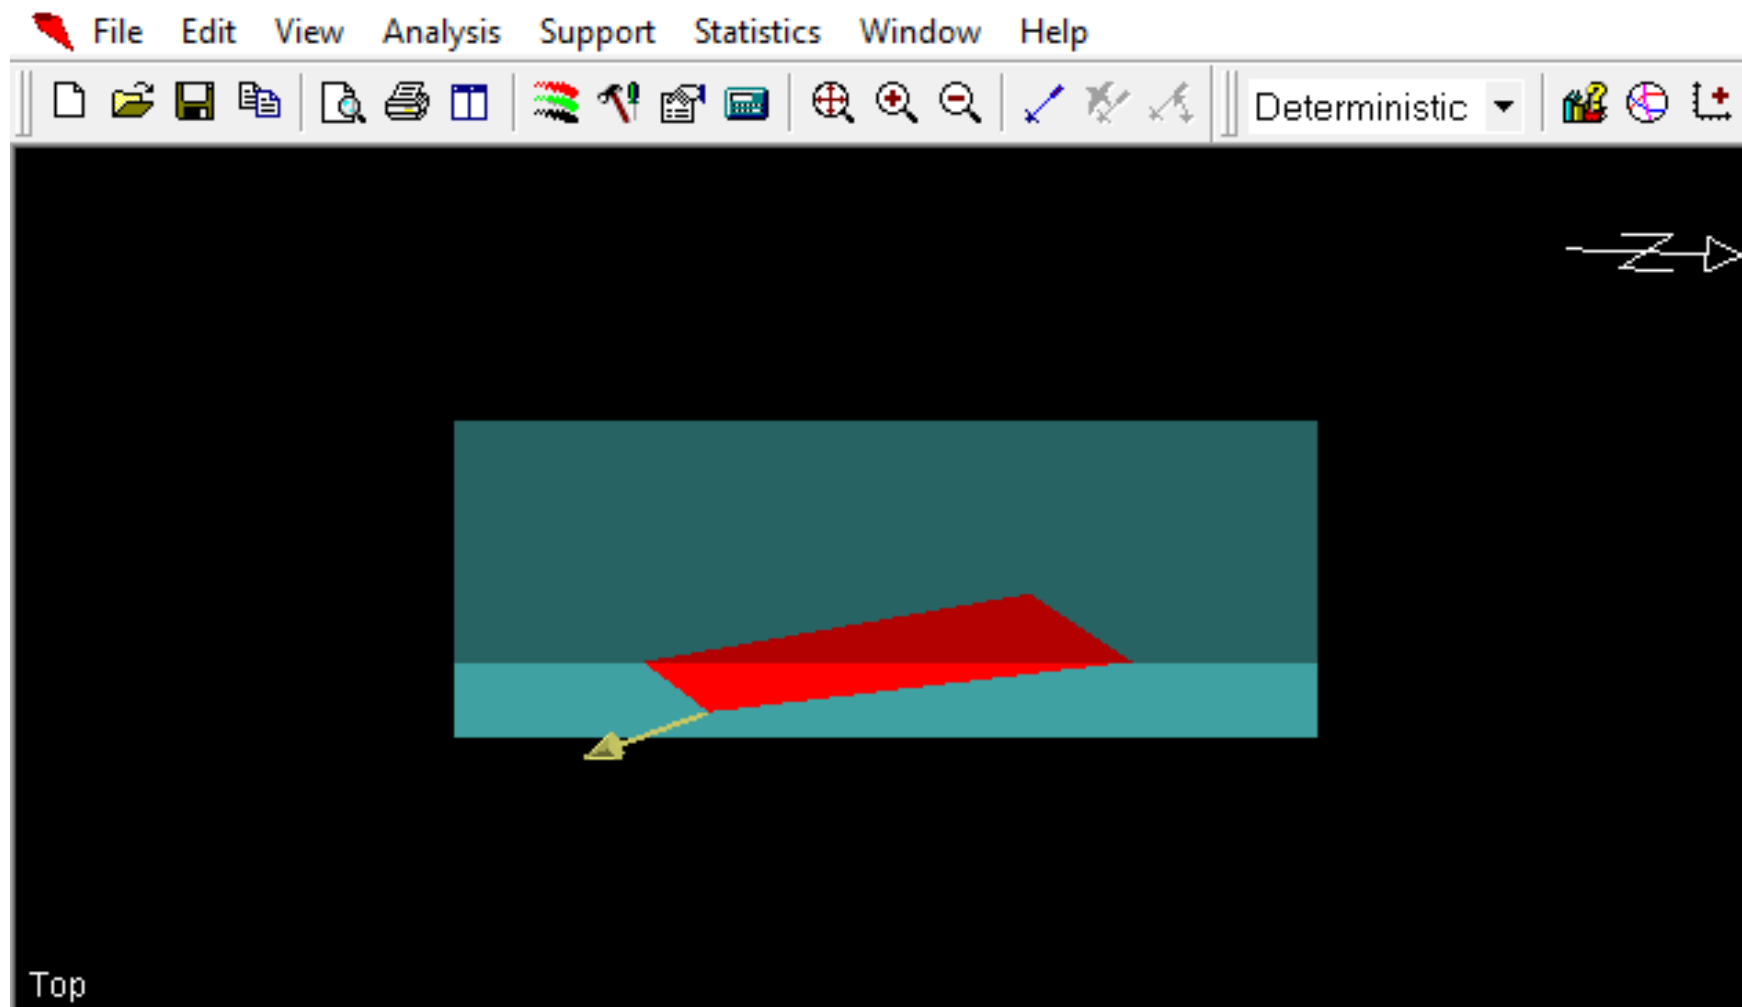 File Edit View Analysis Support Statistics Window Help
Deterministic
N
Top